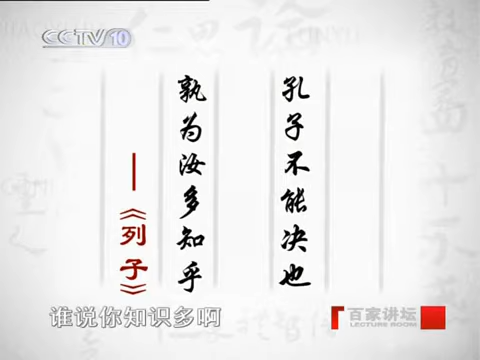 CCTV10
孔子不能决也
孰为汝多知乎
——《列子》
谁说你知识多啊
百家讲坛
LECTURE ROOM